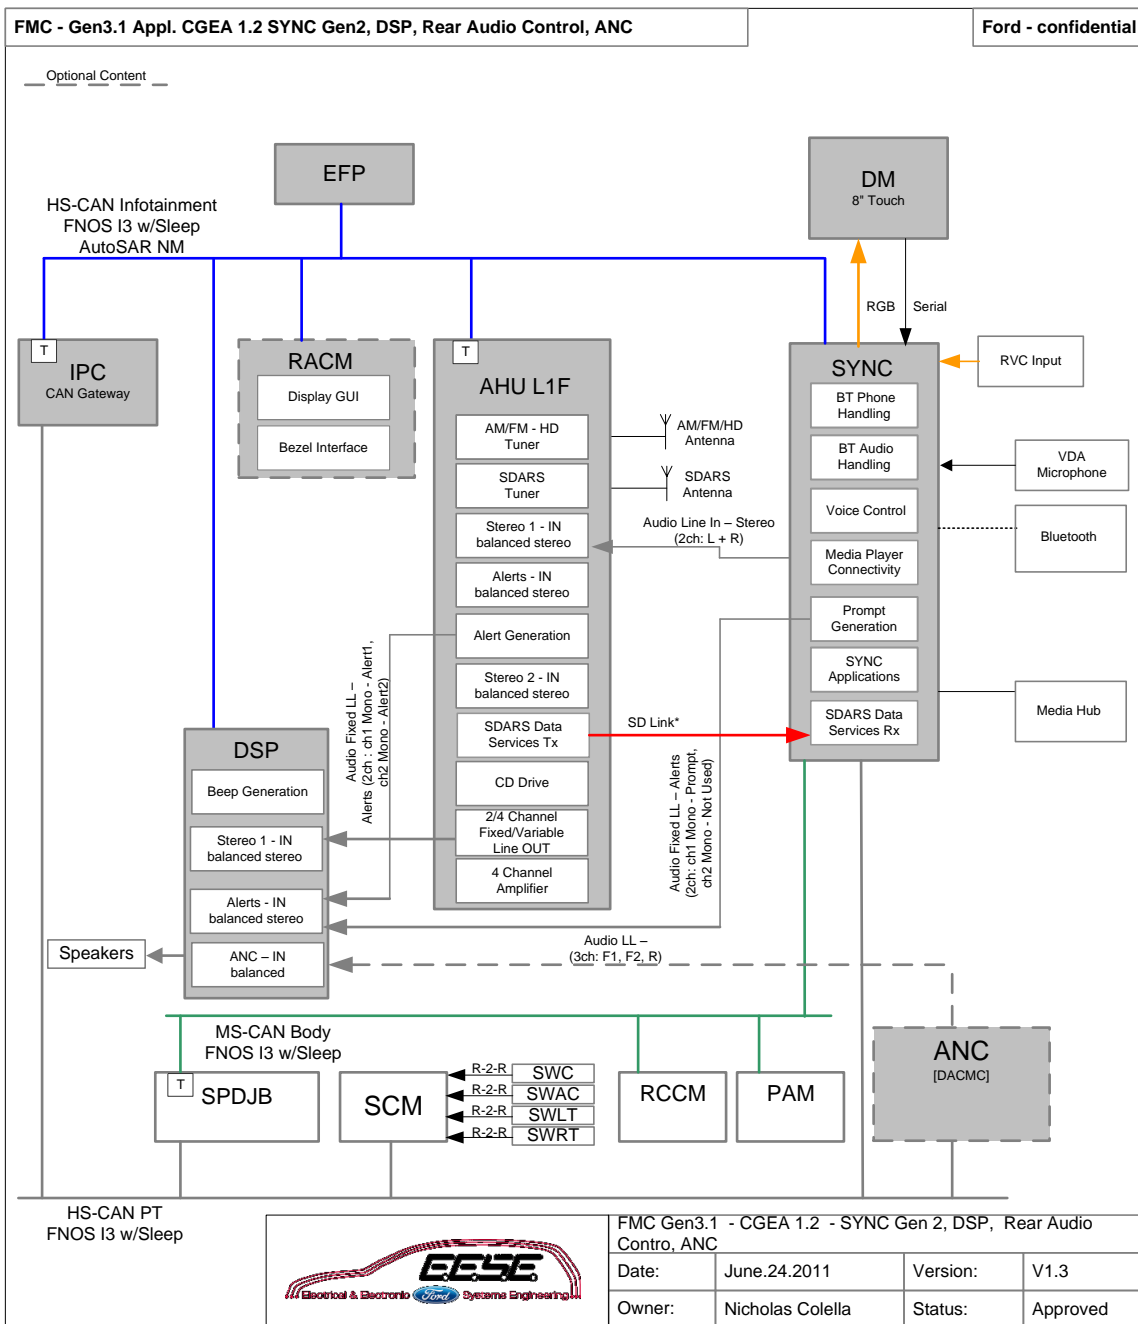 FMC - Gen3.1 Appl. CGEA 1.2 SYNC Gen2, DSP, Rear Audio Control, ANC
Ford - confidential
Optional Content
EFP
DM
8" Touch
HS-CAN Infotainment
FNOS I3 w/Sleep
AutoSAR NM
RGB
Serial
T
IPC
CAN Gateway
RACM
Display GUI
Bezel Interface
T
AHU L1F
AM/FM - HD
Tuner
SDARS
Tuner
Stereo 1 - IN
balanced stereo
Alerts - IN
balanced stereo
Alert Generation
Stereo 2 - IN
balanced stereo
SDARS Data
Services Tx
CD Drive
2/4 Channel
Fixed/Variable
Line OUT
4 Channel
Amplifier
AM/FM/HD
Antenna
SDARS
Antenna
Audio Line In – Stereo
(2ch: L + R)
SYNC
BT Phone
Handling
BT Audio
Handling
Voice Control
Media Player
Connectivity
Prompt
Generation
SYNC
Applications
SDARS Data
Services Rx
RVC Input
VDA
Microphone
Bluetooth
Media Hub
SD Link*
Audio Fixed LL –
Alerts (2ch : ch1 Mono - Alert1,
ch2 Mono - Alert2)
Audio Fixed LL – Alerts
(2ch: ch1 Mono - Prompt,
ch2 Mono - Not Used)
DSP
Beep Generation
Stereo 1 - IN
balanced stereo
Alerts - IN
balanced stereo
ANC – IN
balanced
Speakers
Audio LL –
(3ch: F1, F2, R)
MS-CAN Body
FNOS I3 w/Sleep
T
SPDJB
SCM
R-2-R SWC
R-2-R SWAC
R-2-R SWLT
R-2-R SWRT
RCCM
PAM
ANC
[DACMC]
HS-CAN PT
FNOS I3 w/Sleep
E.E.S.E
Electrical & Electronic Ford Systems Engineering
FMC Gen3.1 - CGEA 1.2 - SYNC Gen 2, DSP, Rear Audio
Contro, ANC
Date: June.24.2011 Version: V1.3
Owner: Nicholas Colella Status: Approved